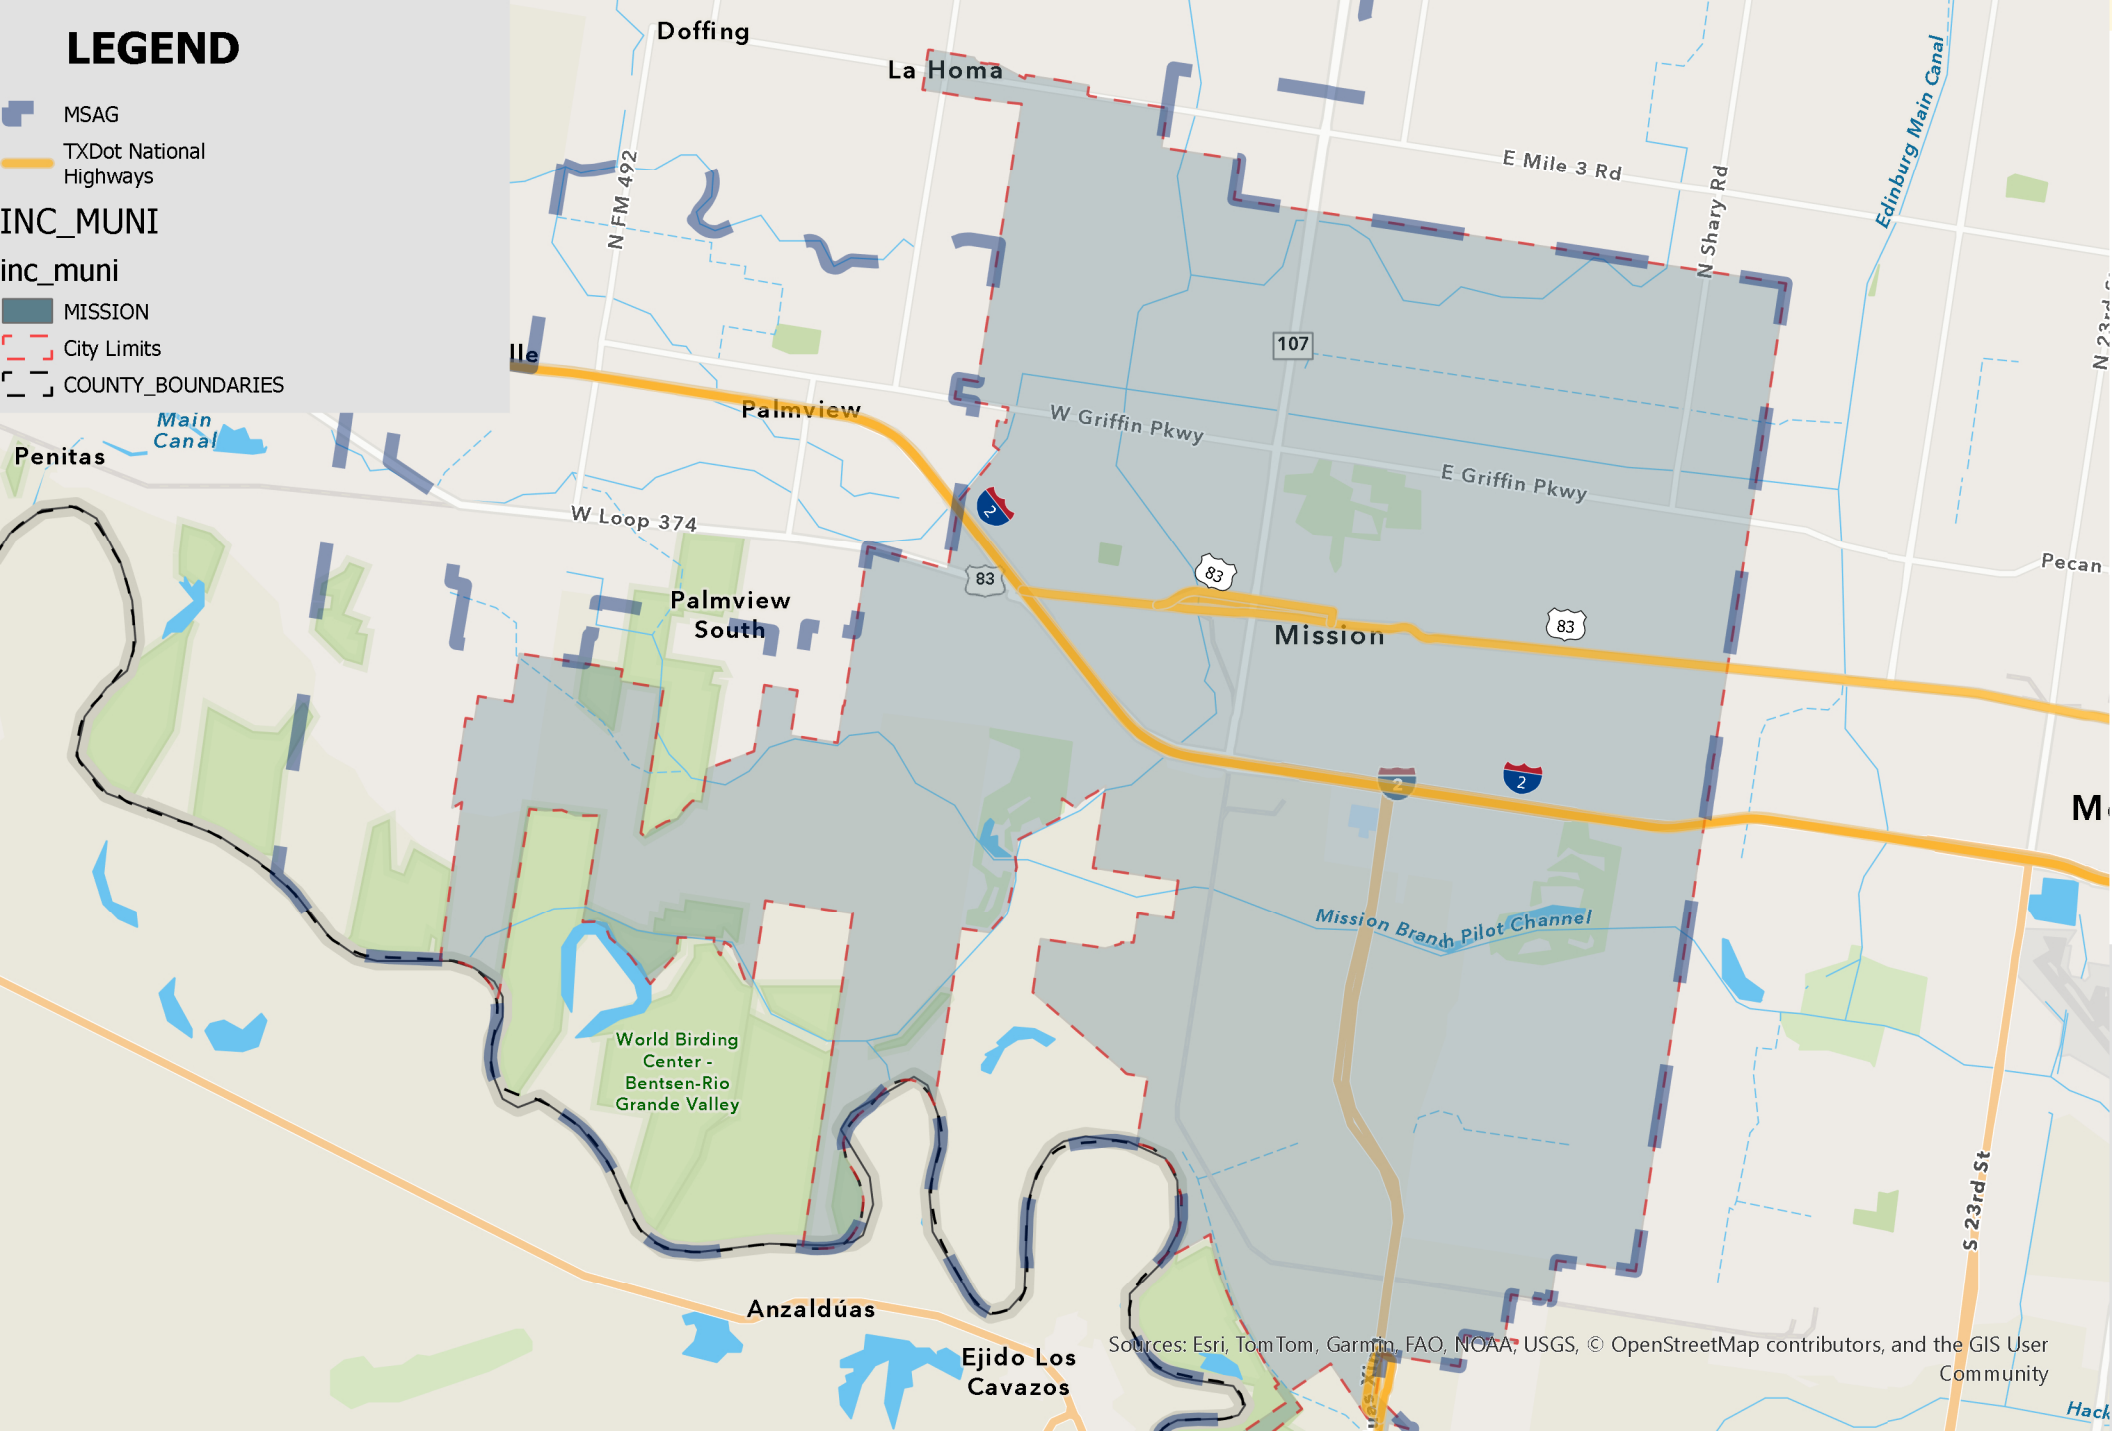 LEGEND
MSAG
TXDot National
Highways
INC_MUNI
inc_muni
MISSION
City Limits
COUNTY_BOUNDARIES
Doffing
La Homa
E Mile 3 Rd
N FM 492
N Shary Rd
Edinburg Main Canal
N 23rd
lle
107
Palmview
W Griffin Pkwy
E Griffin Pkwy
Main
Canal
Penitas
W Loop 374
2
83
83
83
Pecan
Palmview
South
Mission
2
2
Mission Branch Pilot Channel
World Birding
Center -
Bentsen-Rio
Grande Valley
S 23rd St
Anzaldúas
Ejido Los
Cavazos
Sources: Esri, TomTom, Garmin, FAO, NOAA, USGS, © OpenStreetMap contributors, and the GIS User
Community
Hack